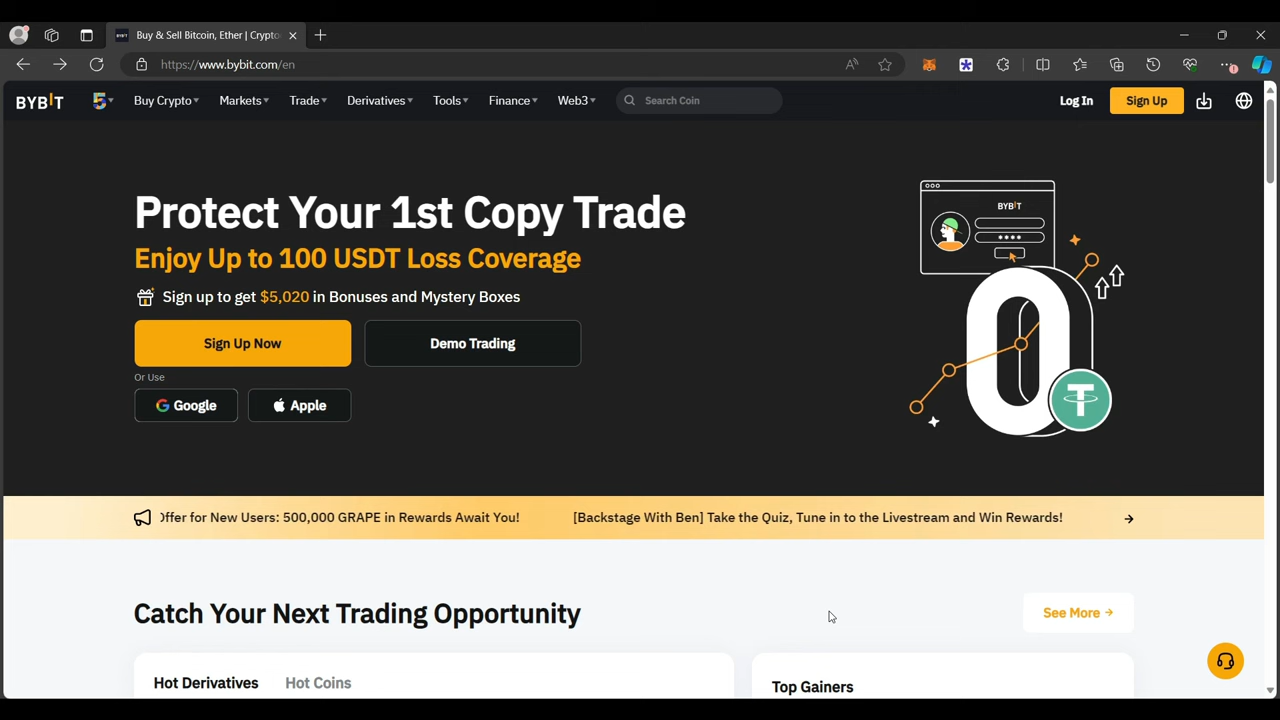 Buy & Sell Bitcoin, Ether | Crypto
https://www.bybit.com/en
BYBIT
5
Buy Crypto
Markets
Trade
Derivatives
Tools
Finance
Web3
Search Coin
Log In
Sign Up
Protect Your 1st Copy Trade
Enjoy Up to 100 USDT Loss Coverage
Sign up to get $5,020 in Bonuses and Mystery Boxes
Sign Up Now
Demo Trading
Or Use
Google
Apple
BYBIT
0
T
Offer for New Users: 500,000 GRAPE in Rewards Await You!
[Backstage With Ben] Take the Quiz, Tune in to the Livestream and Win Rewards!
Catch Your Next Trading Opportunity
See More
Hot Derivatives
Hot Coins
Top Gainers